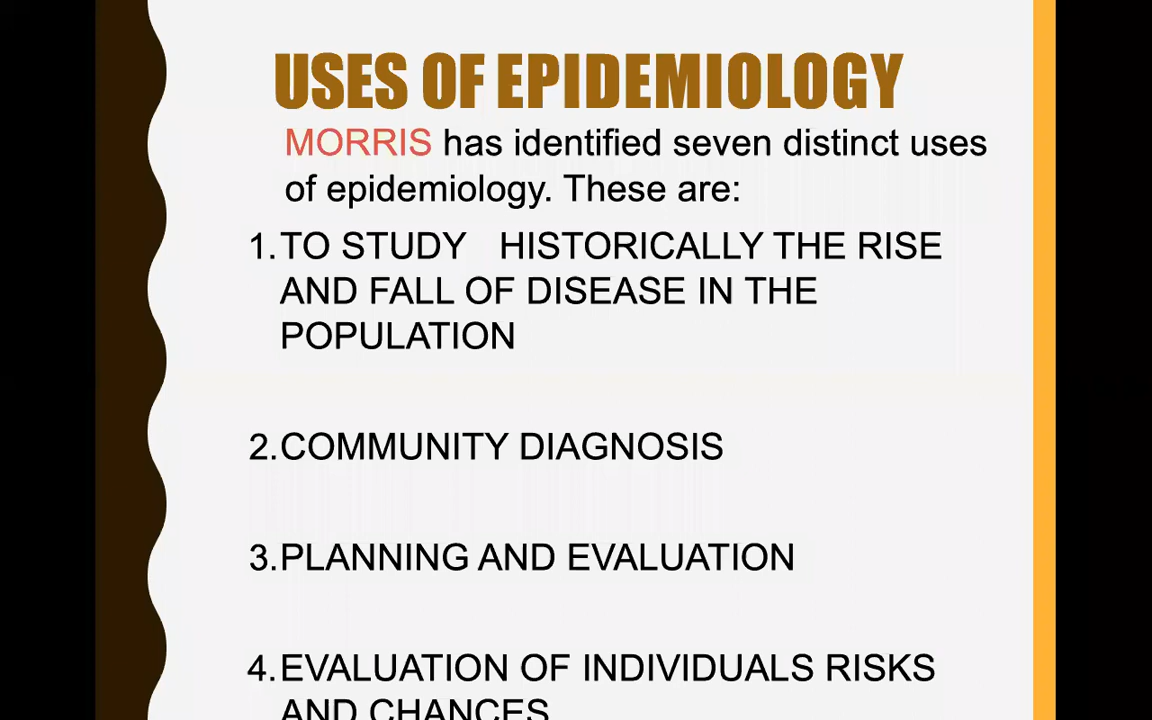 USES OF EPIDEMIOLOGY
MORRIS has identified seven distinct uses
of epidemiology. These are:
1.TO STUDY   HISTORICALLY THE RISE
AND FALL OF DISEASE IN THE
POPULATION
2.COMMUNITY DIAGNOSIS
3.PLANNING AND EVALUATION
4.EVALUATION OF INDIVIDUALS RISKS
AND CHANCES